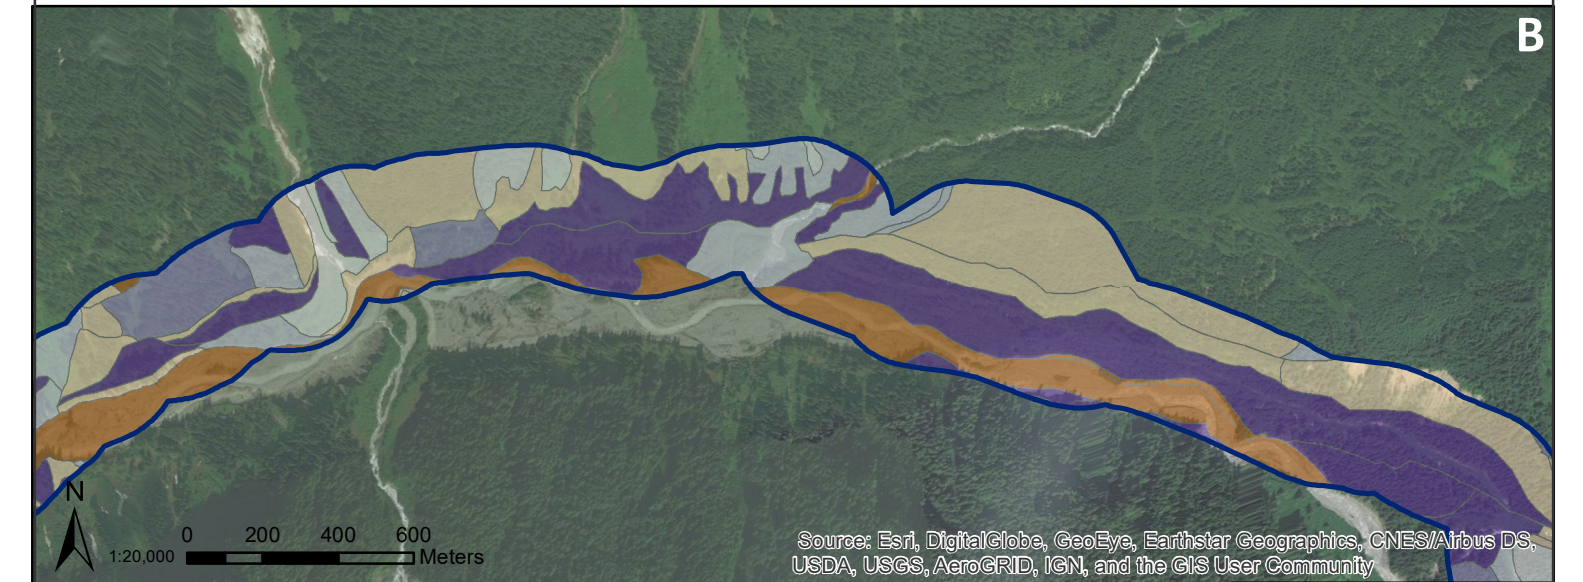 B
N
0 200 400 600
1:20,000 Meters
Source: Esri, DigitalGlobe, GeoEye, Earthstar Geographics, CNES/Airbus DS,
USDA, USGS, AeroGRID, IGN, and the GIS User Community